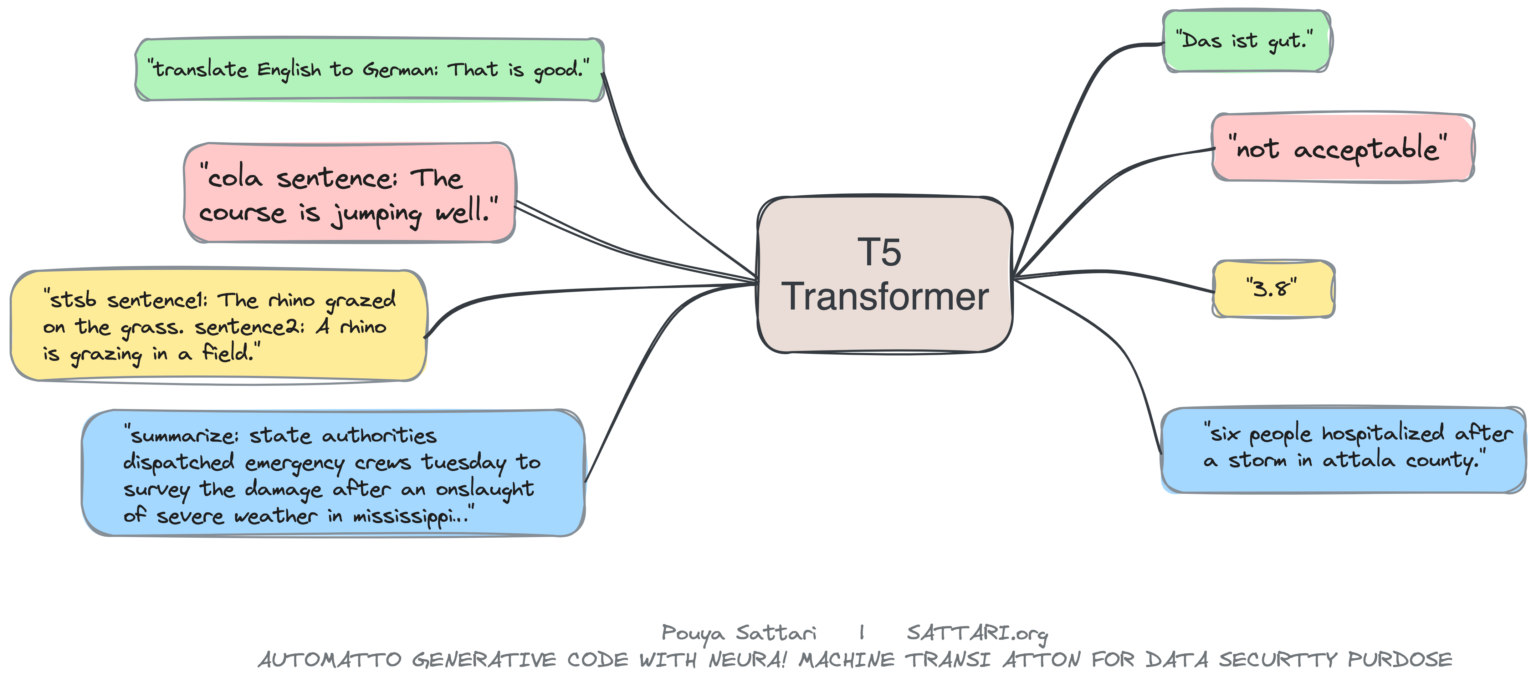 "translate English to German: That is good."
"cola sentence: The
course is jumping well."
"stsb sentence1: The rhino grazed
on the grass. sentence2: A rhino
is grazing in a field."
"summarize: state authorities
dispatched emergency crews tuesday to
survey the damage after an onslaught
of severe weather in mississippi..."
T5
Transformer
"Das ist gut."
"not acceptable"
"3.8"
"six people hospitalized after
a storm in attala county."
Pouya Sattari | SATTARI.org
AUTOMATTO GENERATIVE CODE WITH NEURA! MACHINE TRANSI ATTON FOR DATA SECURTTY PURDOSE